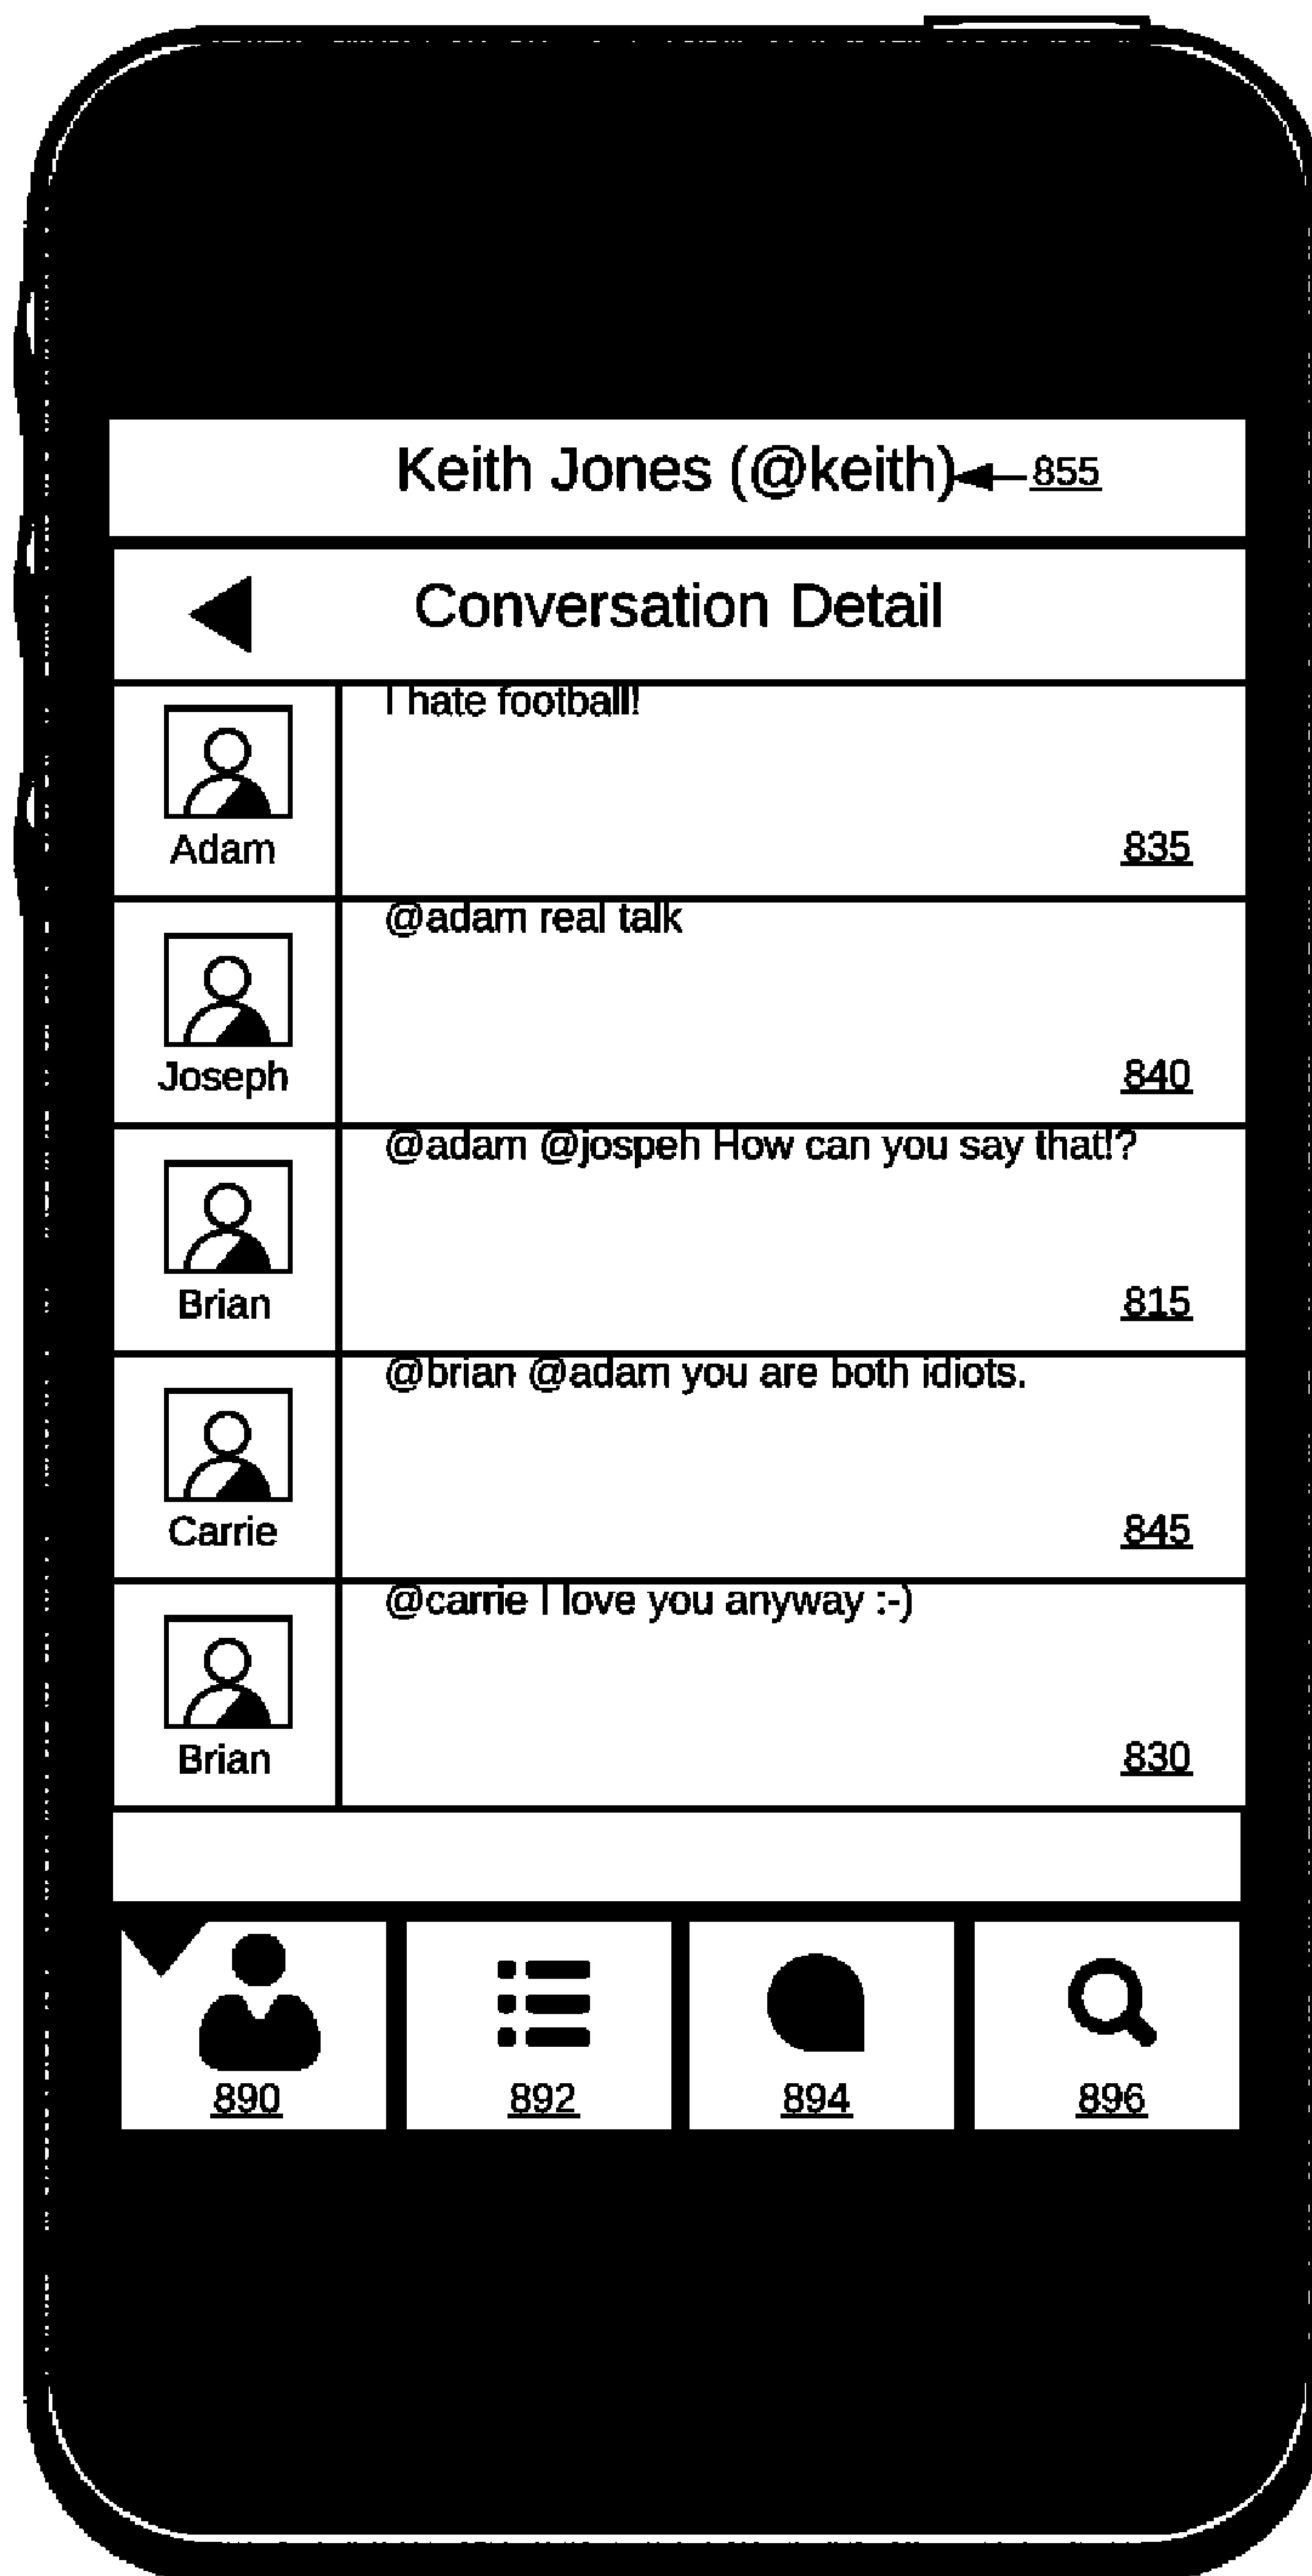 Keith Jones (@keith) 855
Conversation Detail
I hate football!
Adam
835
@adam real talk
Joseph
840
@adam @jospeh How can you say that!?
Brian
815
@brian @adam you are both idiots.
Carrie
845
@carrie I love you anyway :-)
Brian
830
890 892 894 896